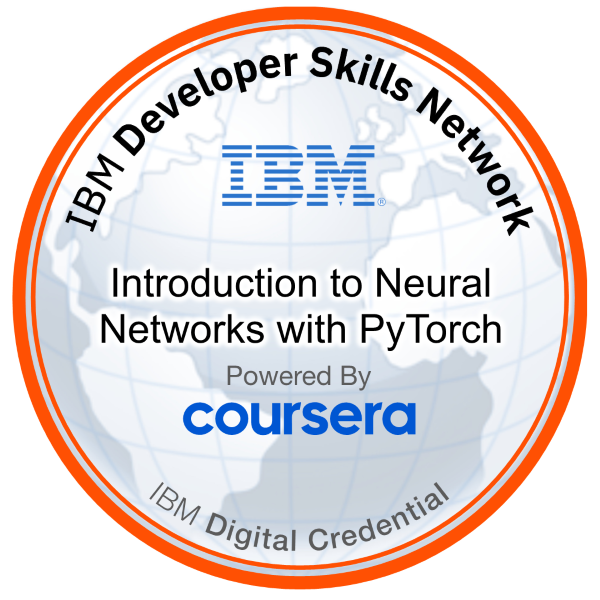 IBM Developer Skills Network
IBM®
Introduction to Neural
Networks with PyTorch
Powered By
coursera
IBM Digital Credential